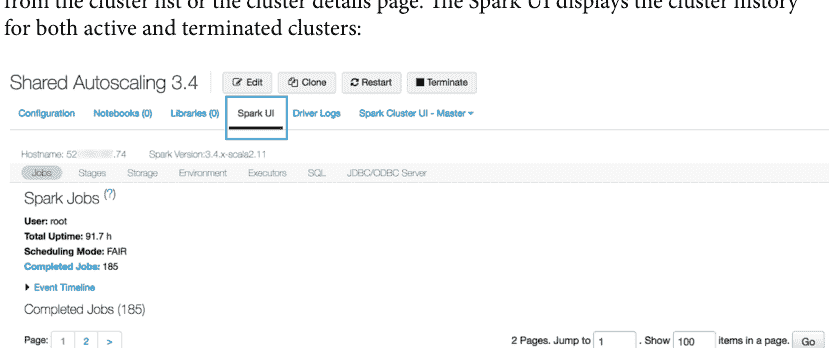 from the cluster list or the cluster details page. The Spark UI displays the cluster history
for both active and terminated clusters:
Shared Autoscaling 3.4 Edit Clone Restart Terminate
Configuration Notebooks (0) Libraries (0) Spark UI Driver Logs Spark Cluster UI - Master
Hostname: 52 .74 Spark Version:3.4.x-scala2.11
Jobs Stages Storage Environment Executors SQL JDBC/ODBC Server
Spark Jobs (?)
User: root
Total Uptime: 91.7 h
Scheduling Mode: FAIR
Completed Jobs: 185
Event Timeline
Completed Jobs (185)
Page: 1 2 > 2 Pages. Jump to 1 . Show 100 items in a page. Go